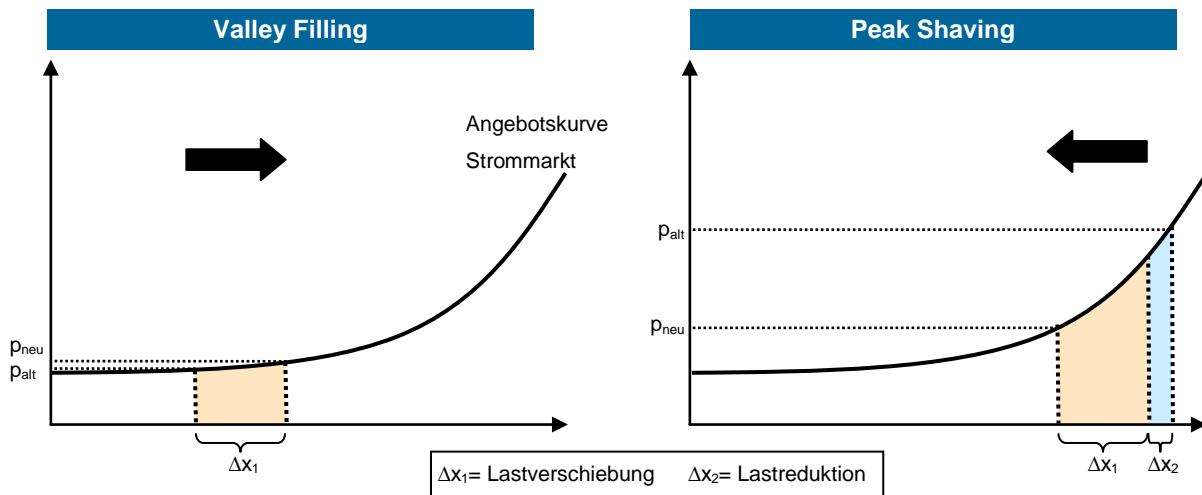 Valley Filling
Angebotskurve
Strommarkt
pneu
palt
Δx1
Peak Shaving
palt
pneu
Δx1 Δx2
Δx1= Lastverschiebung Δx2= Lastreduktion